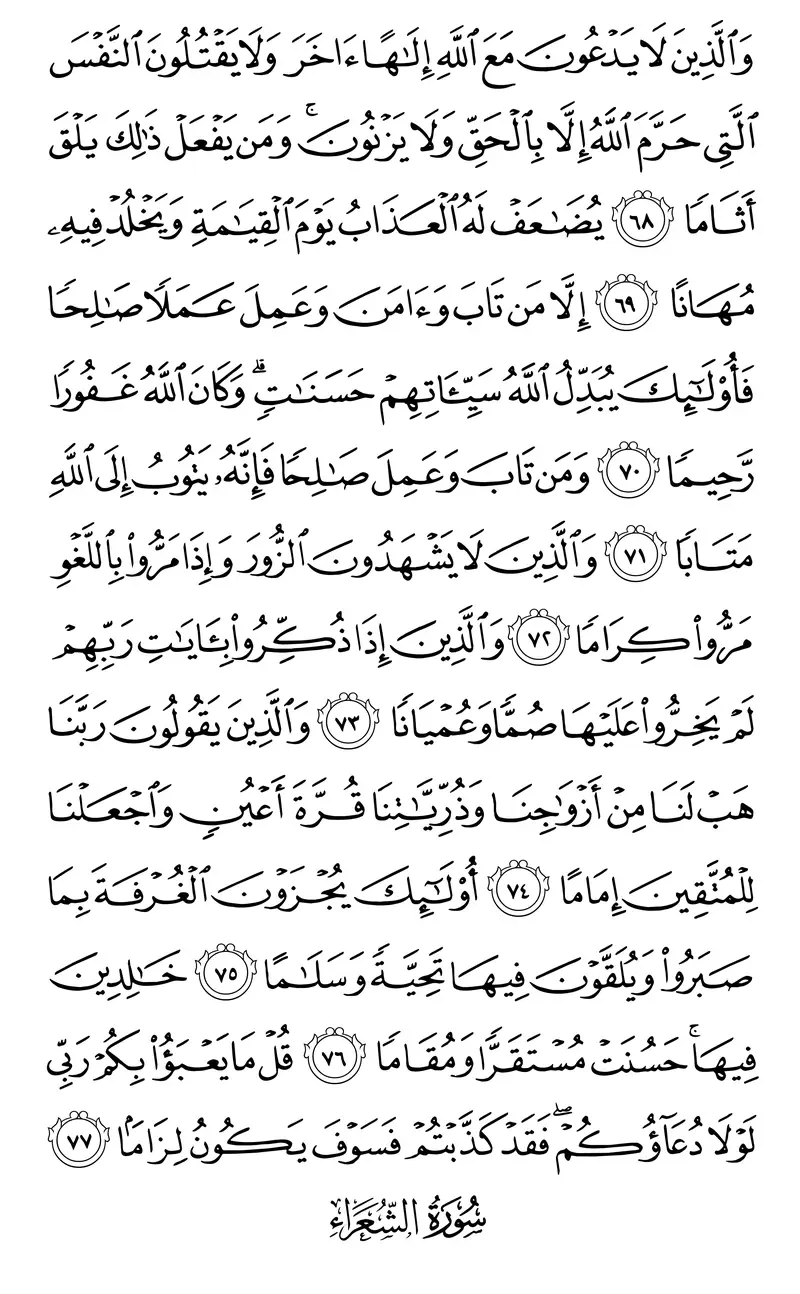 وَٱلَّذِينَ لَا يَدۡعُونَ مَعَ ٱللَّهِ إِلَٰهًا ءَاخَرَ وَلَا يَقۡتُلُونَ ٱلنَّفۡسَ
ٱلَّتِي حَرَّمَ ٱللَّهُ إِلَّا بِٱلۡحَقِّ وَلَا يَزۡنُونَۚ وَمَن يَفۡعَلۡ ذَٰلِكَ يَلۡقَ
أَثَامٗا ٦٨ يُضَٰعَفۡ لَهُ ٱلۡعَذَابُ يَوۡمَ ٱلۡقِيَٰمَةِ وَيَخۡلُدۡ فِيهِۦ
مُهَانًا ٦٩ إِلَّا مَن تَابَ وَءَامَنَ وَعَمِلَ عَمَلٗا صَٰلِحٗا
فَأُوْلَٰٓئِكَ يُبَدِّلُ ٱللَّهُ سَيِّـَٔاتِهِمۡ حَسَنَٰتٖۗ وَكَانَ ٱللَّهُ غَفُورٗا
رَّحِيمٗا ٧٠ وَمَن تَابَ وَعَمِلَ صَٰلِحٗا فَإِنَّهُۥ يَتُوبُ إِلَى ٱللَّهِ
مَتَابٗا ٧١ وَٱلَّذِينَ لَا يَشۡهَدُونَ ٱلزُّورَ وَإِذَا مَرُّواْ بِٱللَّغۡوِ
مَرُّواْ كِرَامٗا ٧٢ وَٱلَّذِينَ إِذَا ذُكِّرُواْ بِـَٔايَٰتِ رَبِّهِمۡ
لَمۡ يَخِرُّواْ عَلَيۡهَا صُمّٗا وَعُمۡيَانٗا ٧٣ وَٱلَّذِينَ يَقُولُونَ رَبَّنَا
هَبۡ لَنَا مِنۡ أَزۡوَٰجِنَا وَذُرِّيَّٰتِنَا قُرَّةَ أَعۡيُنٖ وَٱجۡعَلۡنَا
لِلۡمُتَّقِينَ إِمَامًا ٧٤ أُوْلَٰٓئِكَ يُجۡزَوۡنَ ٱلۡغُرۡفَةَ بِمَا
صَبَرُواْ وَيُلَقَّوۡنَ فِيهَا تَحِيَّةٗ وَسَلَٰمًا ٧٥ خَٰلِدِينَ
فِيهَاۚ حَسُنَتۡ مُسۡتَقَرّٗا وَمُقَامٗا ٧٦ قُلۡ مَا يَعۡبَؤُاْ بِكُمۡ رَبِّي
لَوۡلَا دُعَآؤُكُمۡۖ فَقَدۡ كَذَّبۡتُمۡ فَسَوۡفَ يَكُونُ لِزَامَۢا ٧٧
سُورَةُ الشُّعَرَاءِ